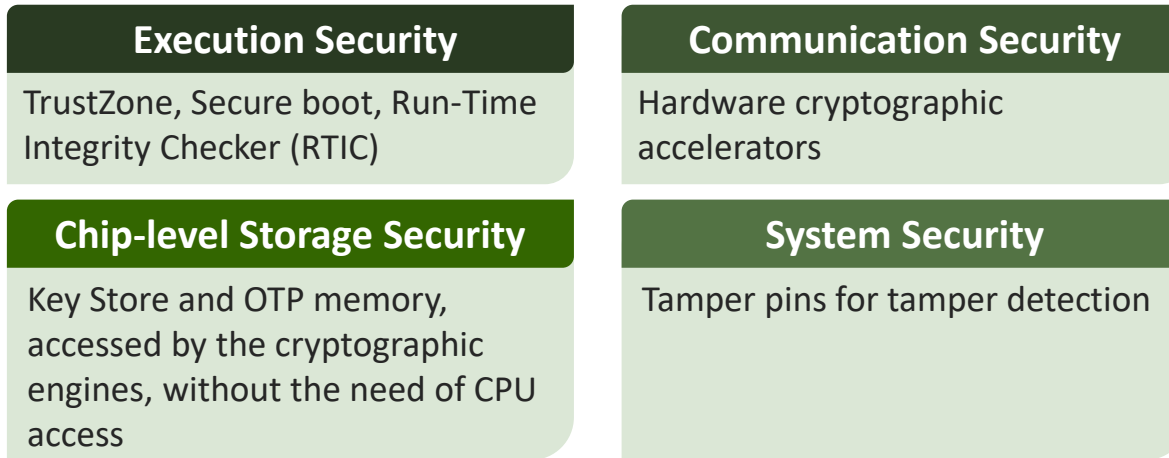 Execution Security
TrustZone, Secure boot, Run-Time
Integrity Checker (RTIC)
Communication Security
Hardware cryptographic
accelerators
Chip-level Storage Security
Key Store and OTP memory,
accessed by the cryptographic
engines, without the need of CPU
access
System Security
Tamper pins for tamper detection